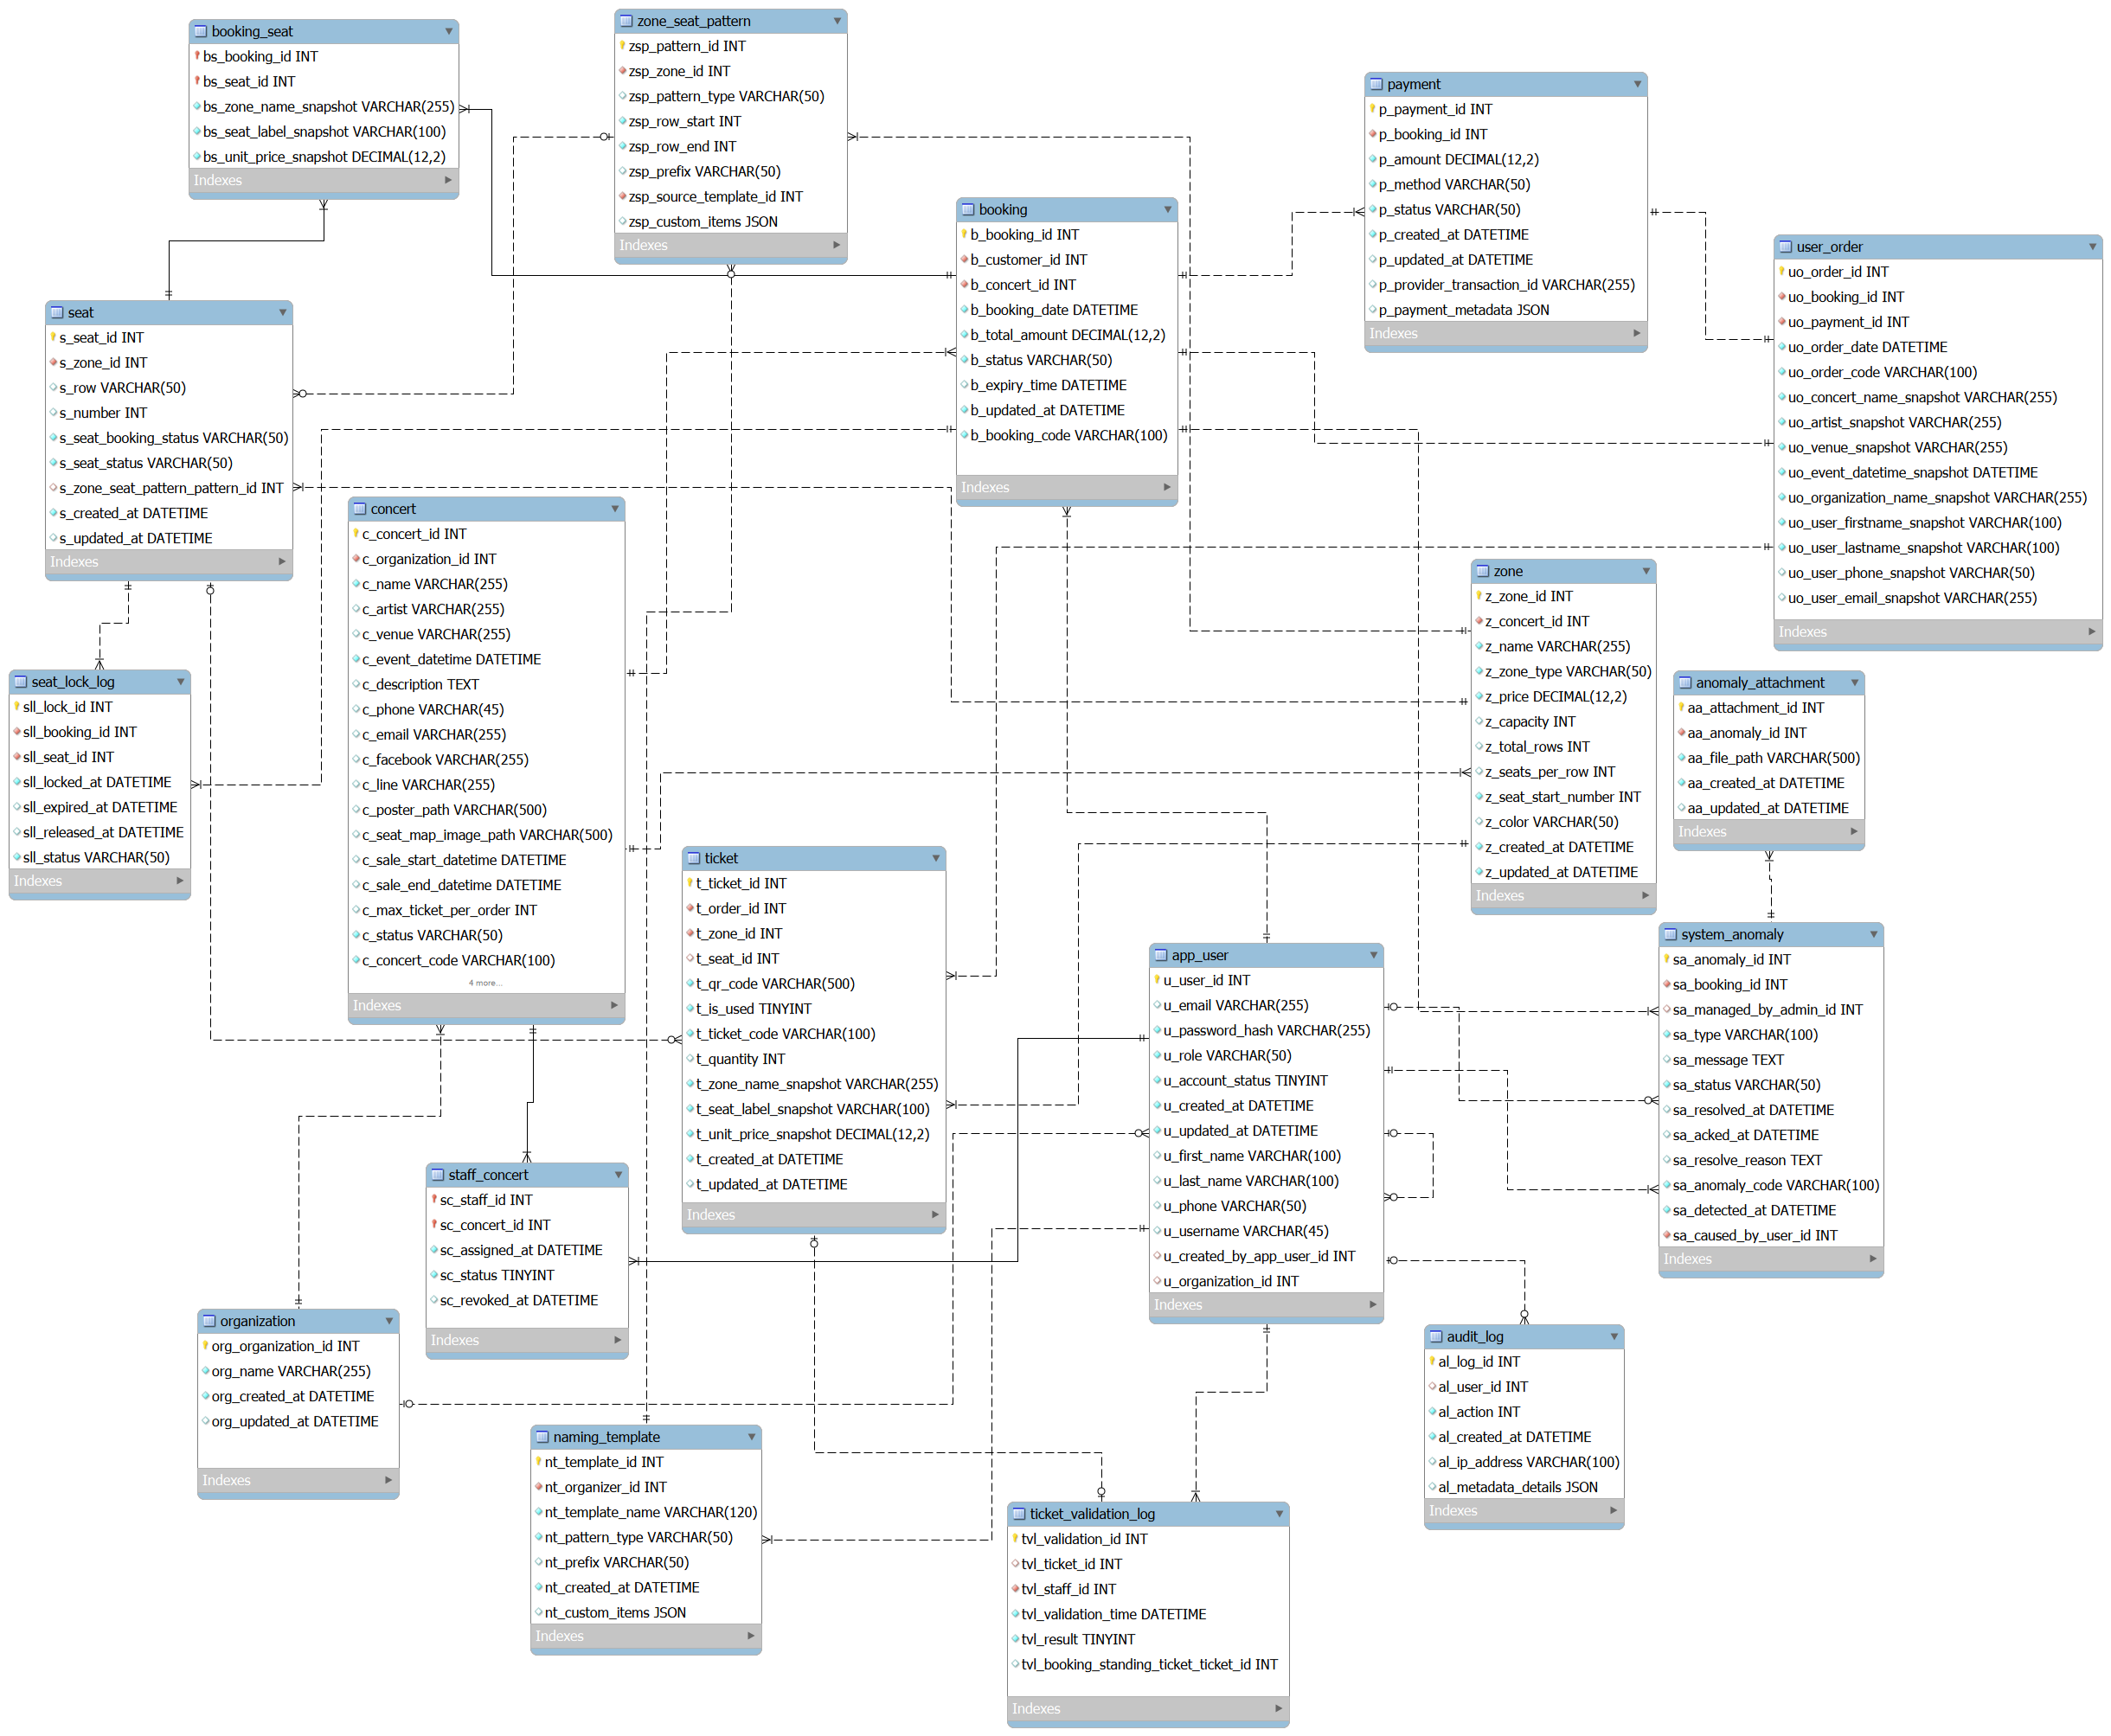 booking_seat
bs_booking_id INT
bs_seat_id INT
bs_zone_name_snapshot VARCHAR(255)
bs_seat_label_snapshot VARCHAR(100)
bs_unit_price_snapshot DECIMAL(12,2)
Indexes
zone_seat_pattern
zsp_pattern_id INT
zsp_zone_id INT
zsp_pattern_type VARCHAR(50)
zsp_row_start INT
zsp_row_end INT
zsp_prefix VARCHAR(50)
zsp_source_template_id INT
zsp_custom_items JSON
Indexes
payment
p_payment_id INT
p_booking_id INT
p_amount DECIMAL(12,2)
p_method VARCHAR(50)
p_status VARCHAR(50)
p_created_at DATETIME
p_updated_at DATETIME
p_provider_transaction_id VARCHAR(255)
p_payment_metadata JSON
Indexes
booking
b_booking_id INT
b_customer_id INT
b_concert_id INT
b_booking_date DATETIME
b_total_amount DECIMAL(12,2)
b_status VARCHAR(50)
b_expiry_time DATETIME
b_updated_at DATETIME
b_booking_code VARCHAR(100)
Indexes
user_order
uo_order_id INT
uo_booking_id INT
uo_payment_id INT
uo_order_date DATETIME
uo_order_code VARCHAR(100)
uo_concert_name_snapshot VARCHAR(255)
uo_artist_snapshot VARCHAR(255)
uo_venue_snapshot VARCHAR(255)
uo_event_datetime_snapshot DATETIME
uo_organization_name_snapshot VARCHAR(255)
uo_user_firstname_snapshot VARCHAR(100)
uo_user_lastname_snapshot VARCHAR(100)
uo_user_phone_snapshot VARCHAR(50)
uo_user_email_snapshot VARCHAR(255)
Indexes
seat
s_seat_id INT
s_zone_id INT
s_row VARCHAR(50)
s_number INT
s_seat_booking_status VARCHAR(50)
s_seat_status VARCHAR(50)
s_zone_seat_pattern_pattern_id INT
s_created_at DATETIME
s_updated_at DATETIME
Indexes
concert
c_concert_id INT
c_organization_id INT
c_name VARCHAR(255)
c_artist VARCHAR(255)
c_venue VARCHAR(255)
c_event_datetime DATETIME
c_description TEXT
c_phone VARCHAR(45)
c_email VARCHAR(255)
c_facebook VARCHAR(255)
c_line VARCHAR(255)
c_poster_path VARCHAR(500)
c_seat_map_image_path VARCHAR(500)
c_sale_start_datetime DATETIME
c_sale_end_datetime DATETIME
c_max_ticket_per_order INT
c_status VARCHAR(50)
c_concert_code VARCHAR(100)
4 more...
Indexes
zone
z_zone_id INT
z_concert_id INT
z_name VARCHAR(255)
z_zone_type VARCHAR(50)
z_price DECIMAL(12,2)
z_capacity INT
z_total_rows INT
z_seats_per_row INT
z_seat_start_number INT
z_color VARCHAR(50)
z_created_at DATETIME
z_updated_at DATETIME
Indexes
seat_lock_log
sll_lock_id INT
sll_booking_id INT
sll_seat_id INT
sll_locked_at DATETIME
sll_expired_at DATETIME
sll_released_at DATETIME
sll_status VARCHAR(50)
Indexes
anomaly_attachment
aa_attachment_id INT
aa_anomaly_id INT
aa_file_path VARCHAR(500)
aa_created_at DATETIME
aa_updated_at DATETIME
Indexes
ticket
t_ticket_id INT
t_order_id INT
t_zone_id INT
t_seat_id INT
t_qr_code VARCHAR(500)
t_is_used TINYINT
t_ticket_code VARCHAR(100)
t_quantity INT
t_zone_name_snapshot VARCHAR(255)
t_seat_label_snapshot VARCHAR(100)
t_unit_price_snapshot DECIMAL(12,2)
t_created_at DATETIME
t_updated_at DATETIME
Indexes
app_user
u_user_id INT
u_email VARCHAR(255)
u_password_hash VARCHAR(255)
u_role VARCHAR(50)
u_account_status TINYINT
u_created_at DATETIME
u_updated_at DATETIME
u_first_name VARCHAR(100)
u_last_name VARCHAR(100)
u_phone VARCHAR(50)
u_username VARCHAR(45)
u_created_by_app_user_id INT
u_organization_id INT
Indexes
system_anomaly
sa_anomaly_id INT
sa_booking_id INT
sa_managed_by_admin_id INT
sa_type VARCHAR(100)
sa_message TEXT
sa_status VARCHAR(50)
sa_resolved_at DATETIME
sa_acked_at DATETIME
sa_resolve_reason TEXT
sa_anomaly_code VARCHAR(100)
sa_detected_at DATETIME
sa_caused_by_user_id INT
Indexes
staff_concert
sc_staff_id INT
sc_concert_id INT
sc_assigned_at DATETIME
sc_status TINYINT
sc_revoked_at DATETIME
Indexes
organization
org_organization_id INT
org_name VARCHAR(255)
org_created_at DATETIME
org_updated_at DATETIME
Indexes
audit_log
al_log_id INT
al_user_id INT
al_action INT
al_created_at DATETIME
al_ip_address VARCHAR(100)
al_metadata_details JSON
Indexes
naming_template
nt_template_id INT
nt_organizer_id INT
nt_template_name VARCHAR(120)
nt_pattern_type VARCHAR(50)
nt_prefix VARCHAR(50)
nt_created_at DATETIME
nt_custom_items JSON
Indexes
ticket_validation_log
tvl_validation_id INT
tvl_ticket_id INT
tvl_staff_id INT
tvl_validation_time DATETIME
tvl_result TINYINT
tvl_booking_standing_ticket_ticket_id INT
Indexes